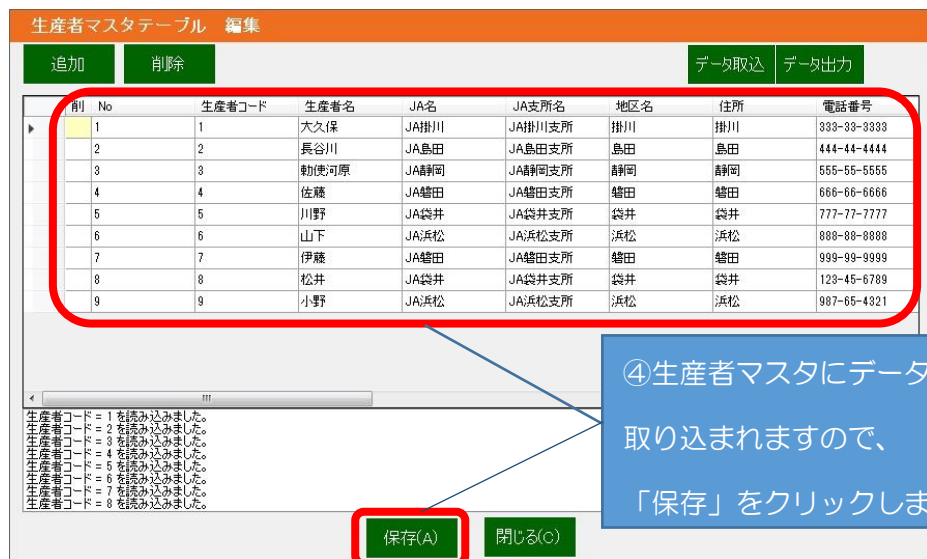 生産者マスタテーブル 編集
追加 削除 データ取込 データ出力
削 No 生産者コード 生産者名 JA名 JA支所名 地区名 住所 電話番号
1 1 大久保 JA掛川 JA掛川支所 掛川 掛川 333-33-3333
2 2 長谷川 JA島田 JA島田支所 島田 島田 444-44-4444
3 3 勅使河原 JA静岡 JA静岡支所 静岡 静岡 555-55-5555
4 4 佐藤 JA磐田 JA磐田支所 磐田 磐田 666-66-6666
5 5 川野 JA袋井 JA袋井支所 袋井 袋井 777-77-7777
6 6 山下 JA浜松 JA浜松支所 浜松 浜松 888-88-8888
7 7 伊藤 JA磐田 JA磐田支所 磐田 磐田 999-99-9999
8 8 松井 JA袋井 JA袋井支所 袋井 袋井 123-45-6789
9 9 小野 JA浜松 JA浜松支所 浜松 浜松 987-65-4321
④生産者マスタにデータ
取り込まれますので、
「保存」をクリックしま
生産者コード = 1 を読み込みました。
生産者コード = 2 を読み込みました。
生産者コード = 3 を読み込みました。
生産者コード = 4 を読み込みました。
生産者コード = 5 を読み込みました。
生産者コード = 6 を読み込みました。
生産者コード = 7 を読み込みました。
生産者コード = 8 を読み込みました。
保存(A) 閉じる(C)